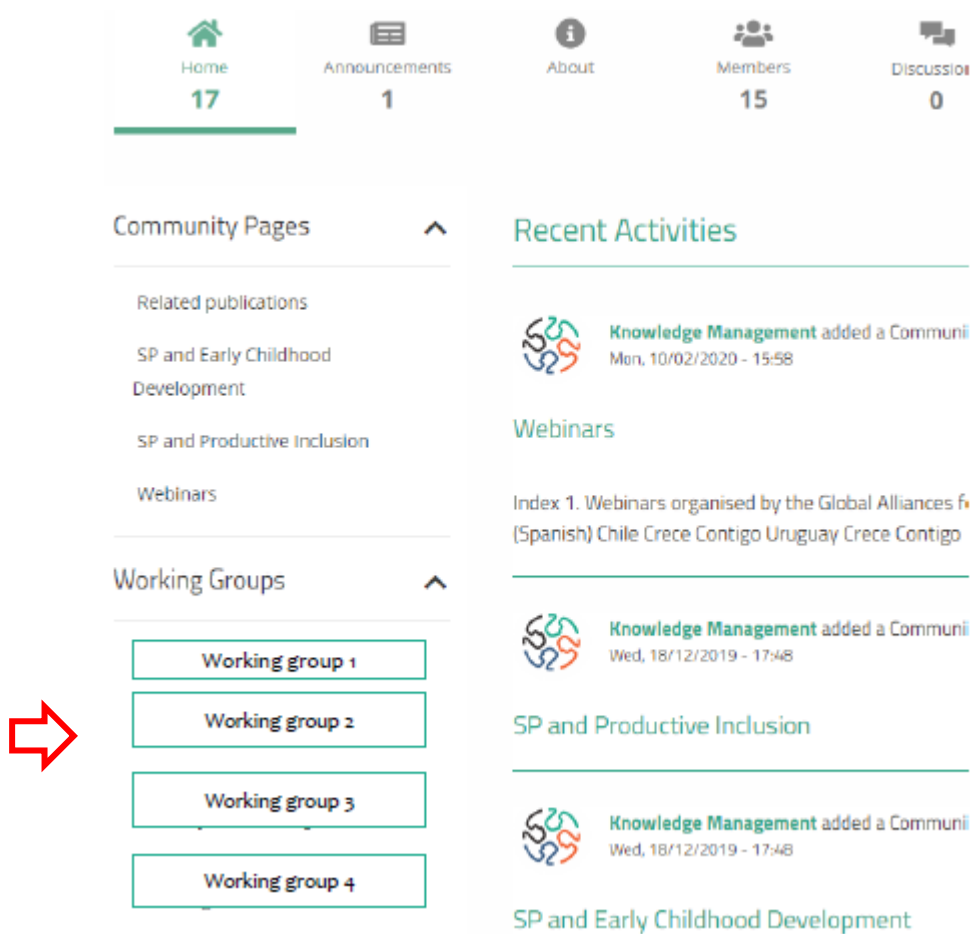 Home
Announcements
About
Members
Discussion
17
1
15
0
Community Pages
Related publications
SP and Early Childhood
Development
SP and Productive Inclusion
Webinars
Working Groups
Working group 1
Working group 2
Working group 3
Working group 4
Recent Activities
Knowledge Management added a Communi
Mon, 10/02/2020 - 15:58
Webinars
Index 1. Webinars organised by the Global Alliances f
(Spanish) Chile Crece Contigo Uruguay Crece Contigo
Knowledge Management added a Communi
Wed, 18/12/2019 - 17:48
SP and Productive Inclusion
Knowledge Management added a Communi
Wed, 18/12/2019 - 17:48
SP and Early Childhood Development